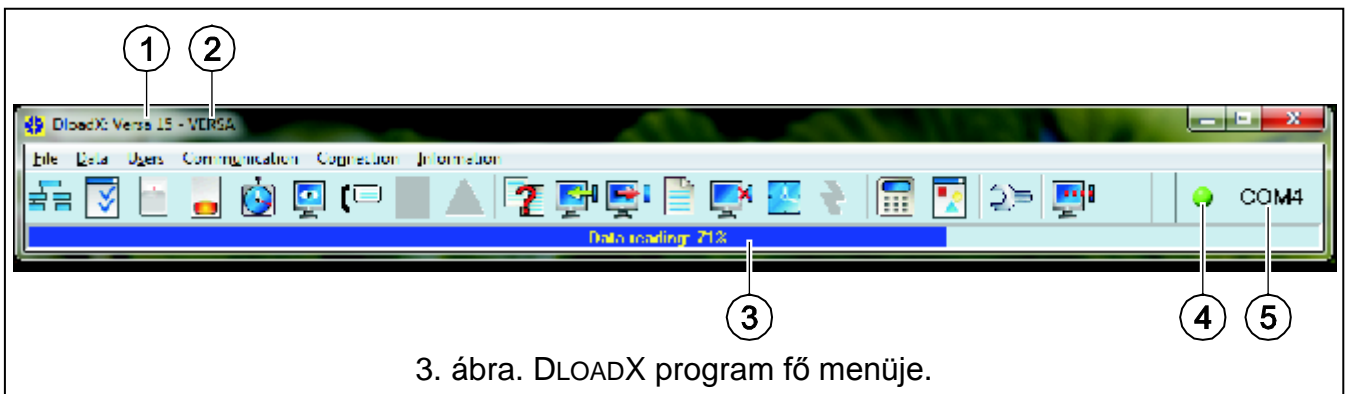 1 2
DloadX: Versa 15 - VERSA
File Data Users Communication Connection Information
COM4
Data reading: 71%
3 4 5
3. ábra. DLOADX program fő menüje.